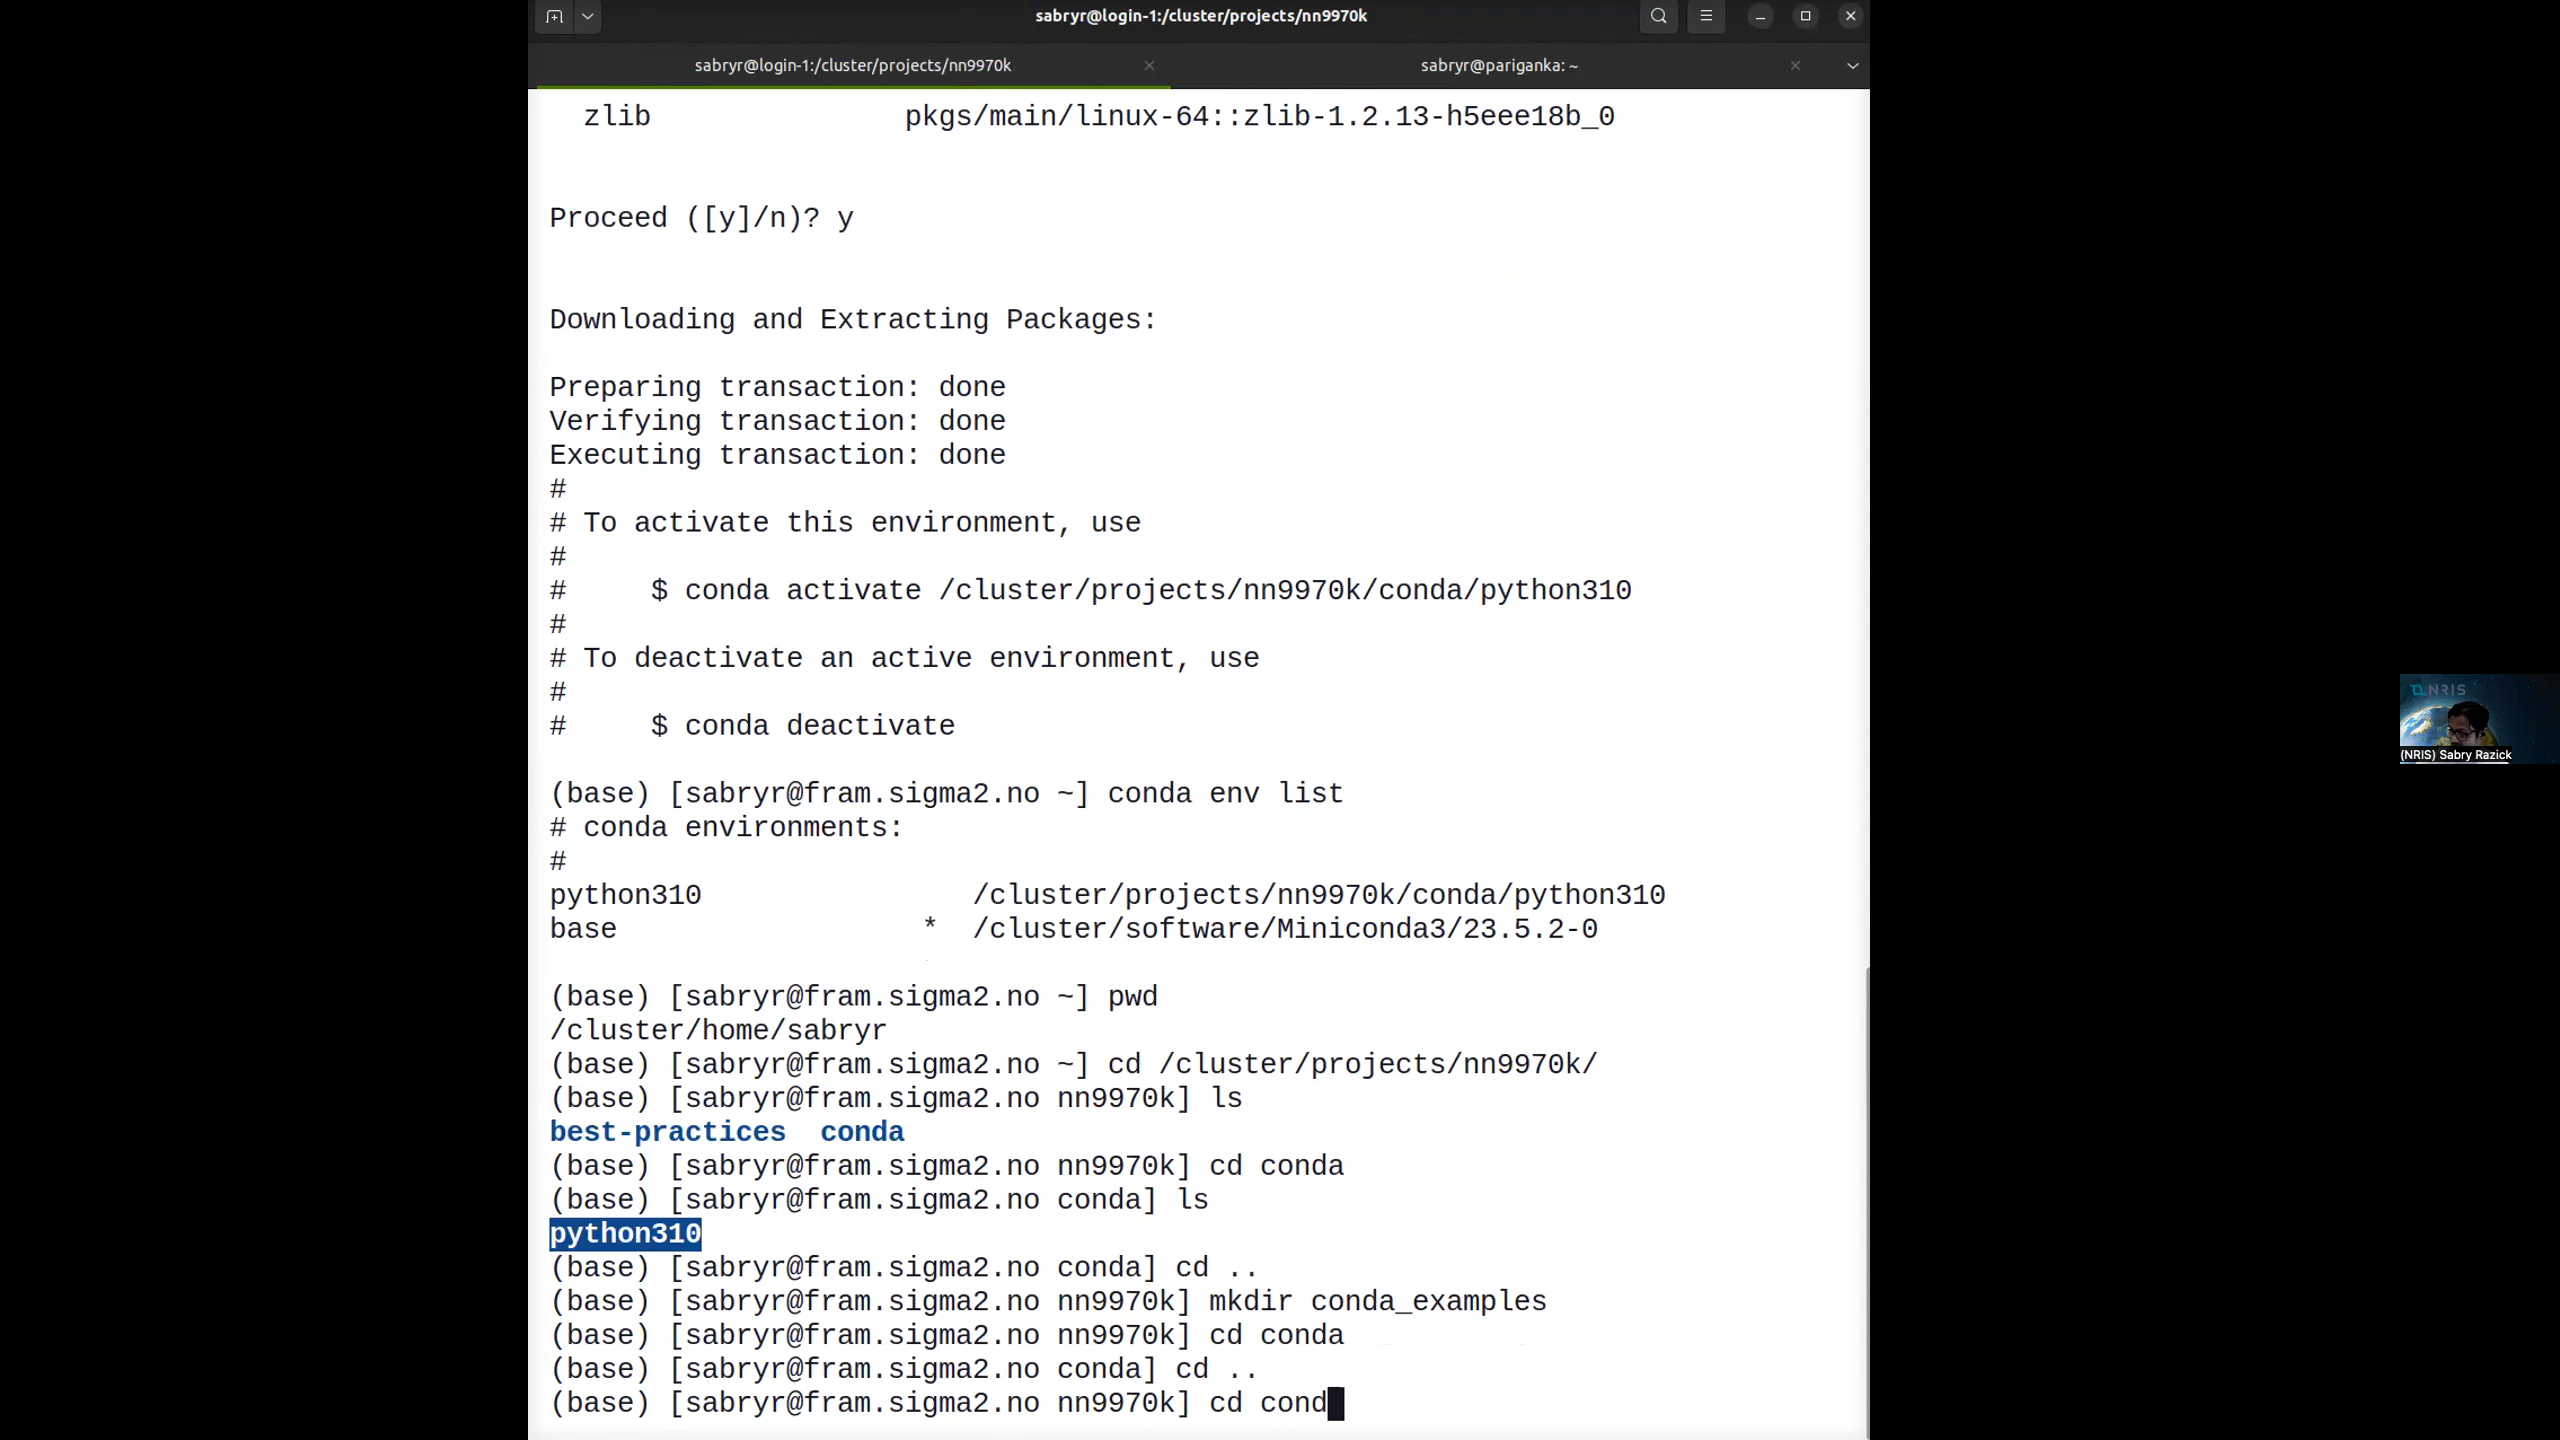 sabryr@login-1:/cluster/projects/nn9970k
sabryr@login-1:/cluster/projects/nn9970k
sabryr@pariganka: ~
zlib pkgs/main/linux-64::zlib-1.2.13-h5eee18b_0
Proceed ([y]/n)? y
Downloading and Extracting Packages:
Preparing transaction: done
Verifying transaction: done
Executing transaction: done
#
# To activate this environment, use
#
# $ conda activate /cluster/projects/nn9970k/conda/python310
#
# To deactivate an active environment, use
#
# $ conda deactivate
(base) [sabryr@fram.sigma2.no ~] conda env list
# conda environments:
#
python310 /cluster/projects/nn9970k/conda/python310
base * /cluster/software/Miniconda3/23.5.2-0
(base) [sabryr@fram.sigma2.no ~] pwd
/cluster/home/sabryr
(base) [sabryr@fram.sigma2.no ~] cd /cluster/projects/nn9970k/
(base) [sabryr@fram.sigma2.no nn9970k] ls
best-practices conda
(base) [sabryr@fram.sigma2.no nn9970k] cd conda
(base) [sabryr@fram.sigma2.no conda] ls
python310
(base) [sabryr@fram.sigma2.no conda] cd ..
(base) [sabryr@fram.sigma2.no nn9970k] mkdir conda_examples
(base) [sabryr@fram.sigma2.no nn9970k] cd conda
(base) [sabryr@fram.sigma2.no conda] cd ..
(base) [sabryr@fram.sigma2.no nn9970k] cd cond
NRIS
(NRIS) Sabry Razick